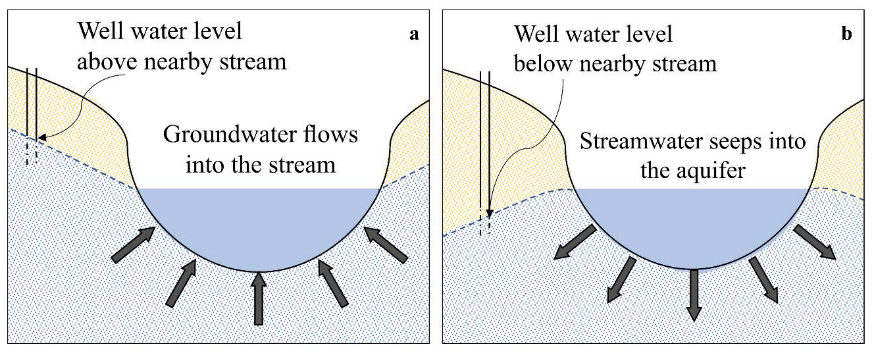 Well water level
above nearby stream
a
Groundwater flows
into the stream
Well water level
below nearby stream
b
Streamwater seeps into
the aquifer